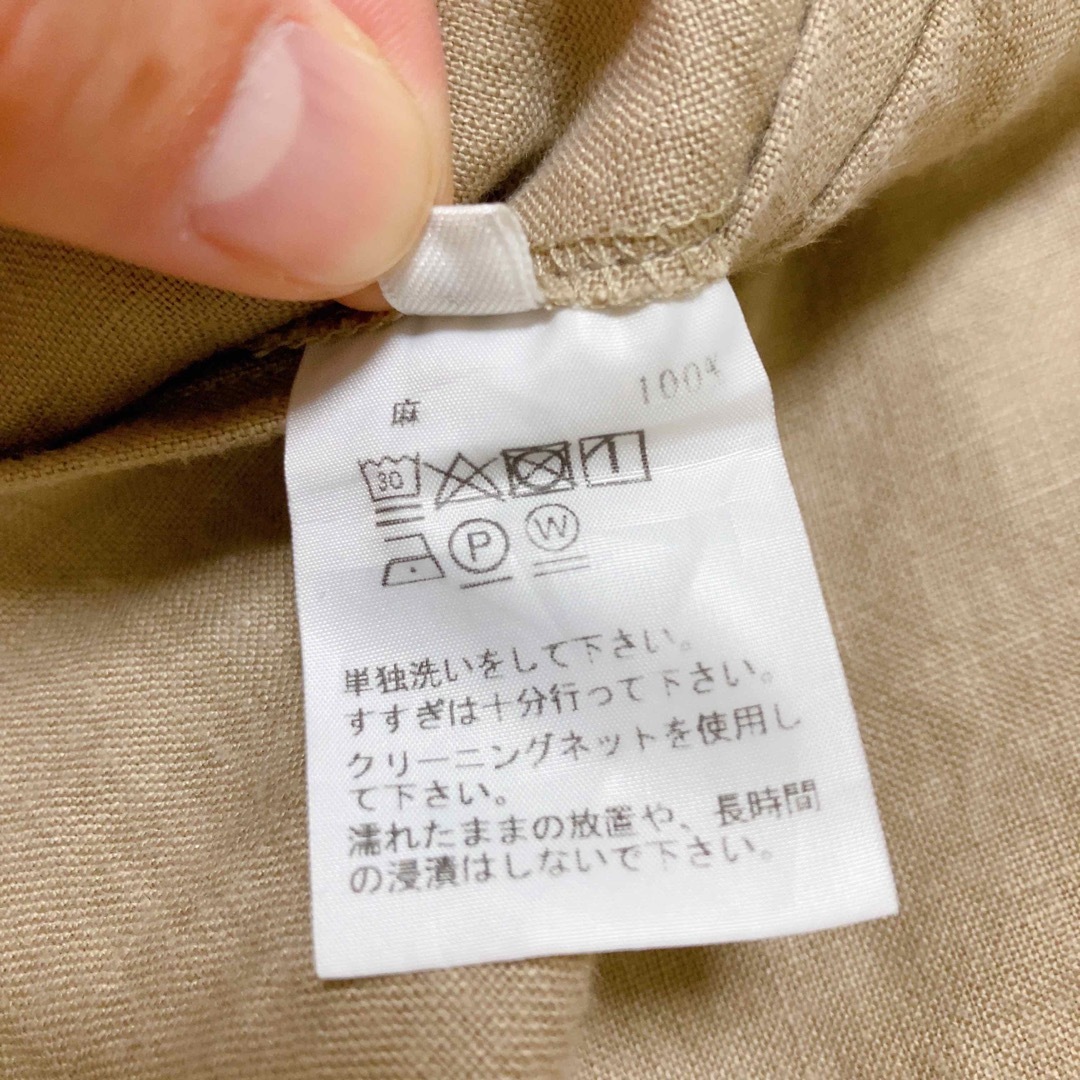 麻 100%
30
P W
単独洗いをして下さい。
すすぎは十分行って下さい。
クリーニングネットを使用し
て下さい。
濡れたままの放置や、長時間
の浸漬はしないで下さい。